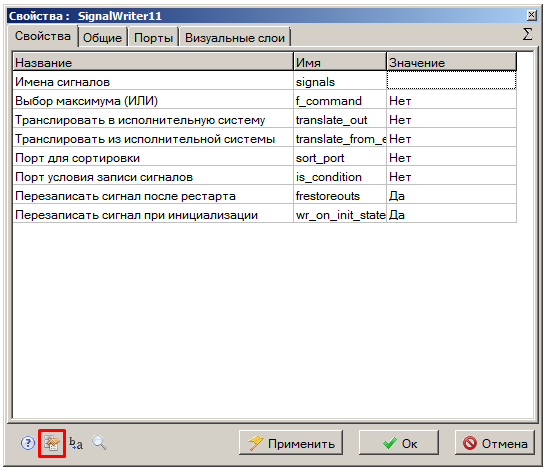 Свойства : SignalWriter11
Свойства Общие Порты Визуальные слои Σ
Название Имя Значение
Имена сигналов signals
Выбор максимума (ИЛИ) f_command Нет
Транслировать в исполнительную систему translate_out Нет
Транслировать из исполнительной системы translate_from_e Нет
Порт для сортировки sort_port Нет
Порт условия записи сигналов is_condition Нет
Перезаписать сигнал после рестарта frestoreouts Да
Перезаписать сигнал при инициализации wr_on_init_state Да
? b a Применить Ок Отмена